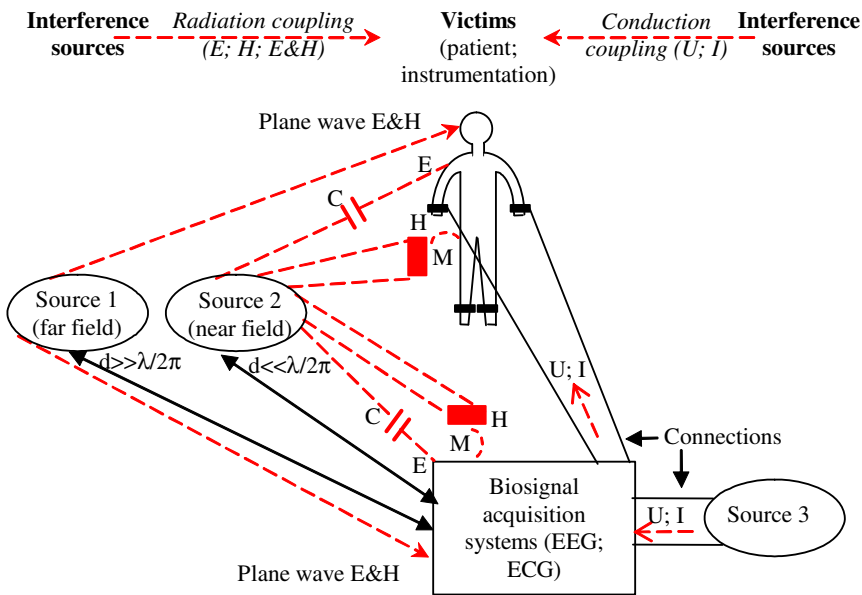 Interference sources
Radiation coupling (E; H; E&H)
Victims
(patient; instrumentation)
Conduction coupling (U; I)
Interference sources
Plane wave E&H
E
C
H
M
Source 1
(far field)
Source 2
(near field)
d>>λ/2π
d<<λ/2π
U; I
C
H
M
E
Connections
Biosignal
acquisition
systems (EEG;
ECG)
U; I
Source 3
Plane wave E&H